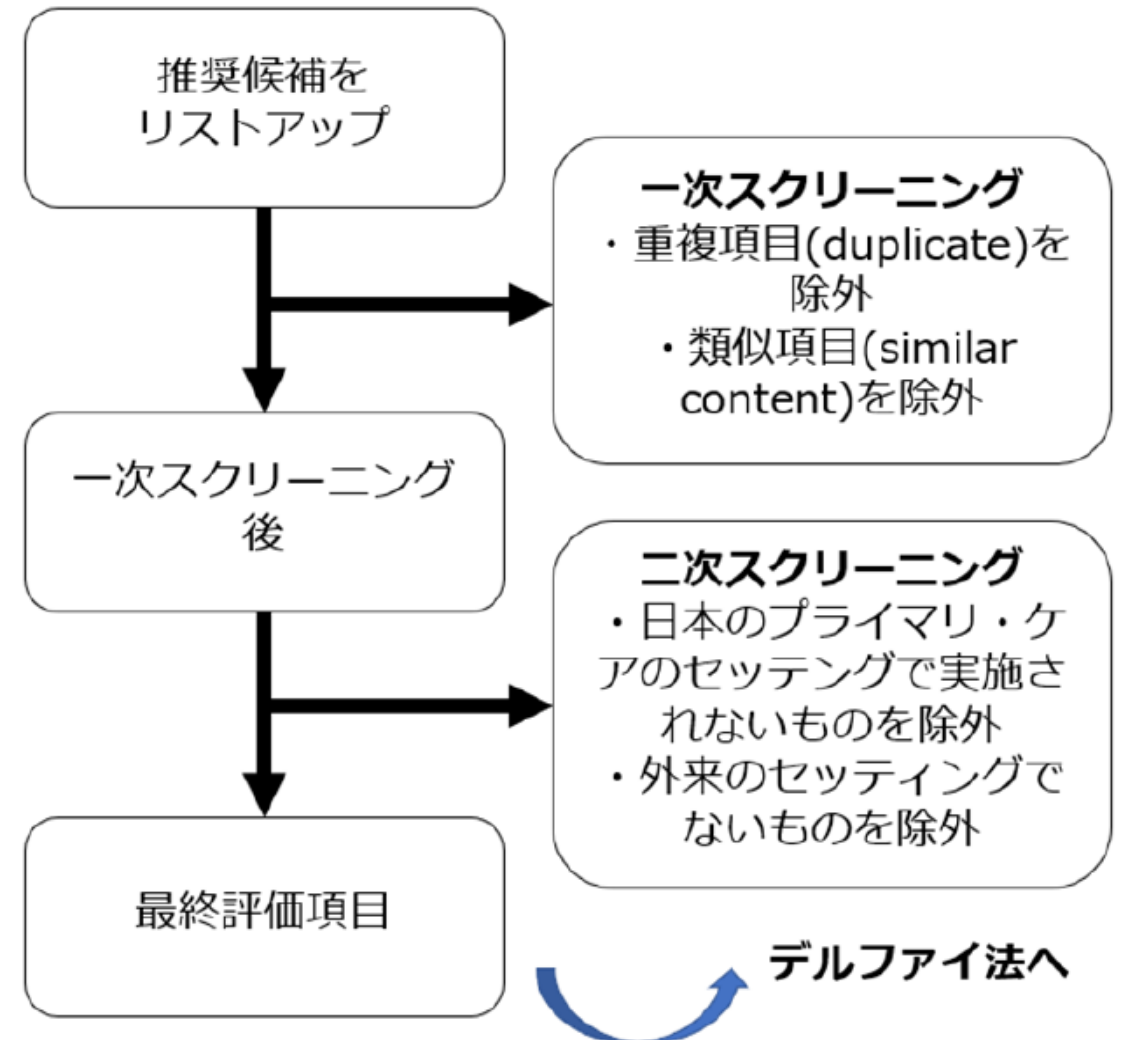 推奨候補を
リストアップ
一次スクリーニング
・重複項目(duplicate)を
除外
・類似項目(similar
content)を除外
一次スクリーニング
後
二次スクリーニング
・日本のプライマリ・ケ
アのセッテングで実施さ
れないものを除外
・外来のセッティングで
ないものを除外
最終評価項目
デルファイ法へ